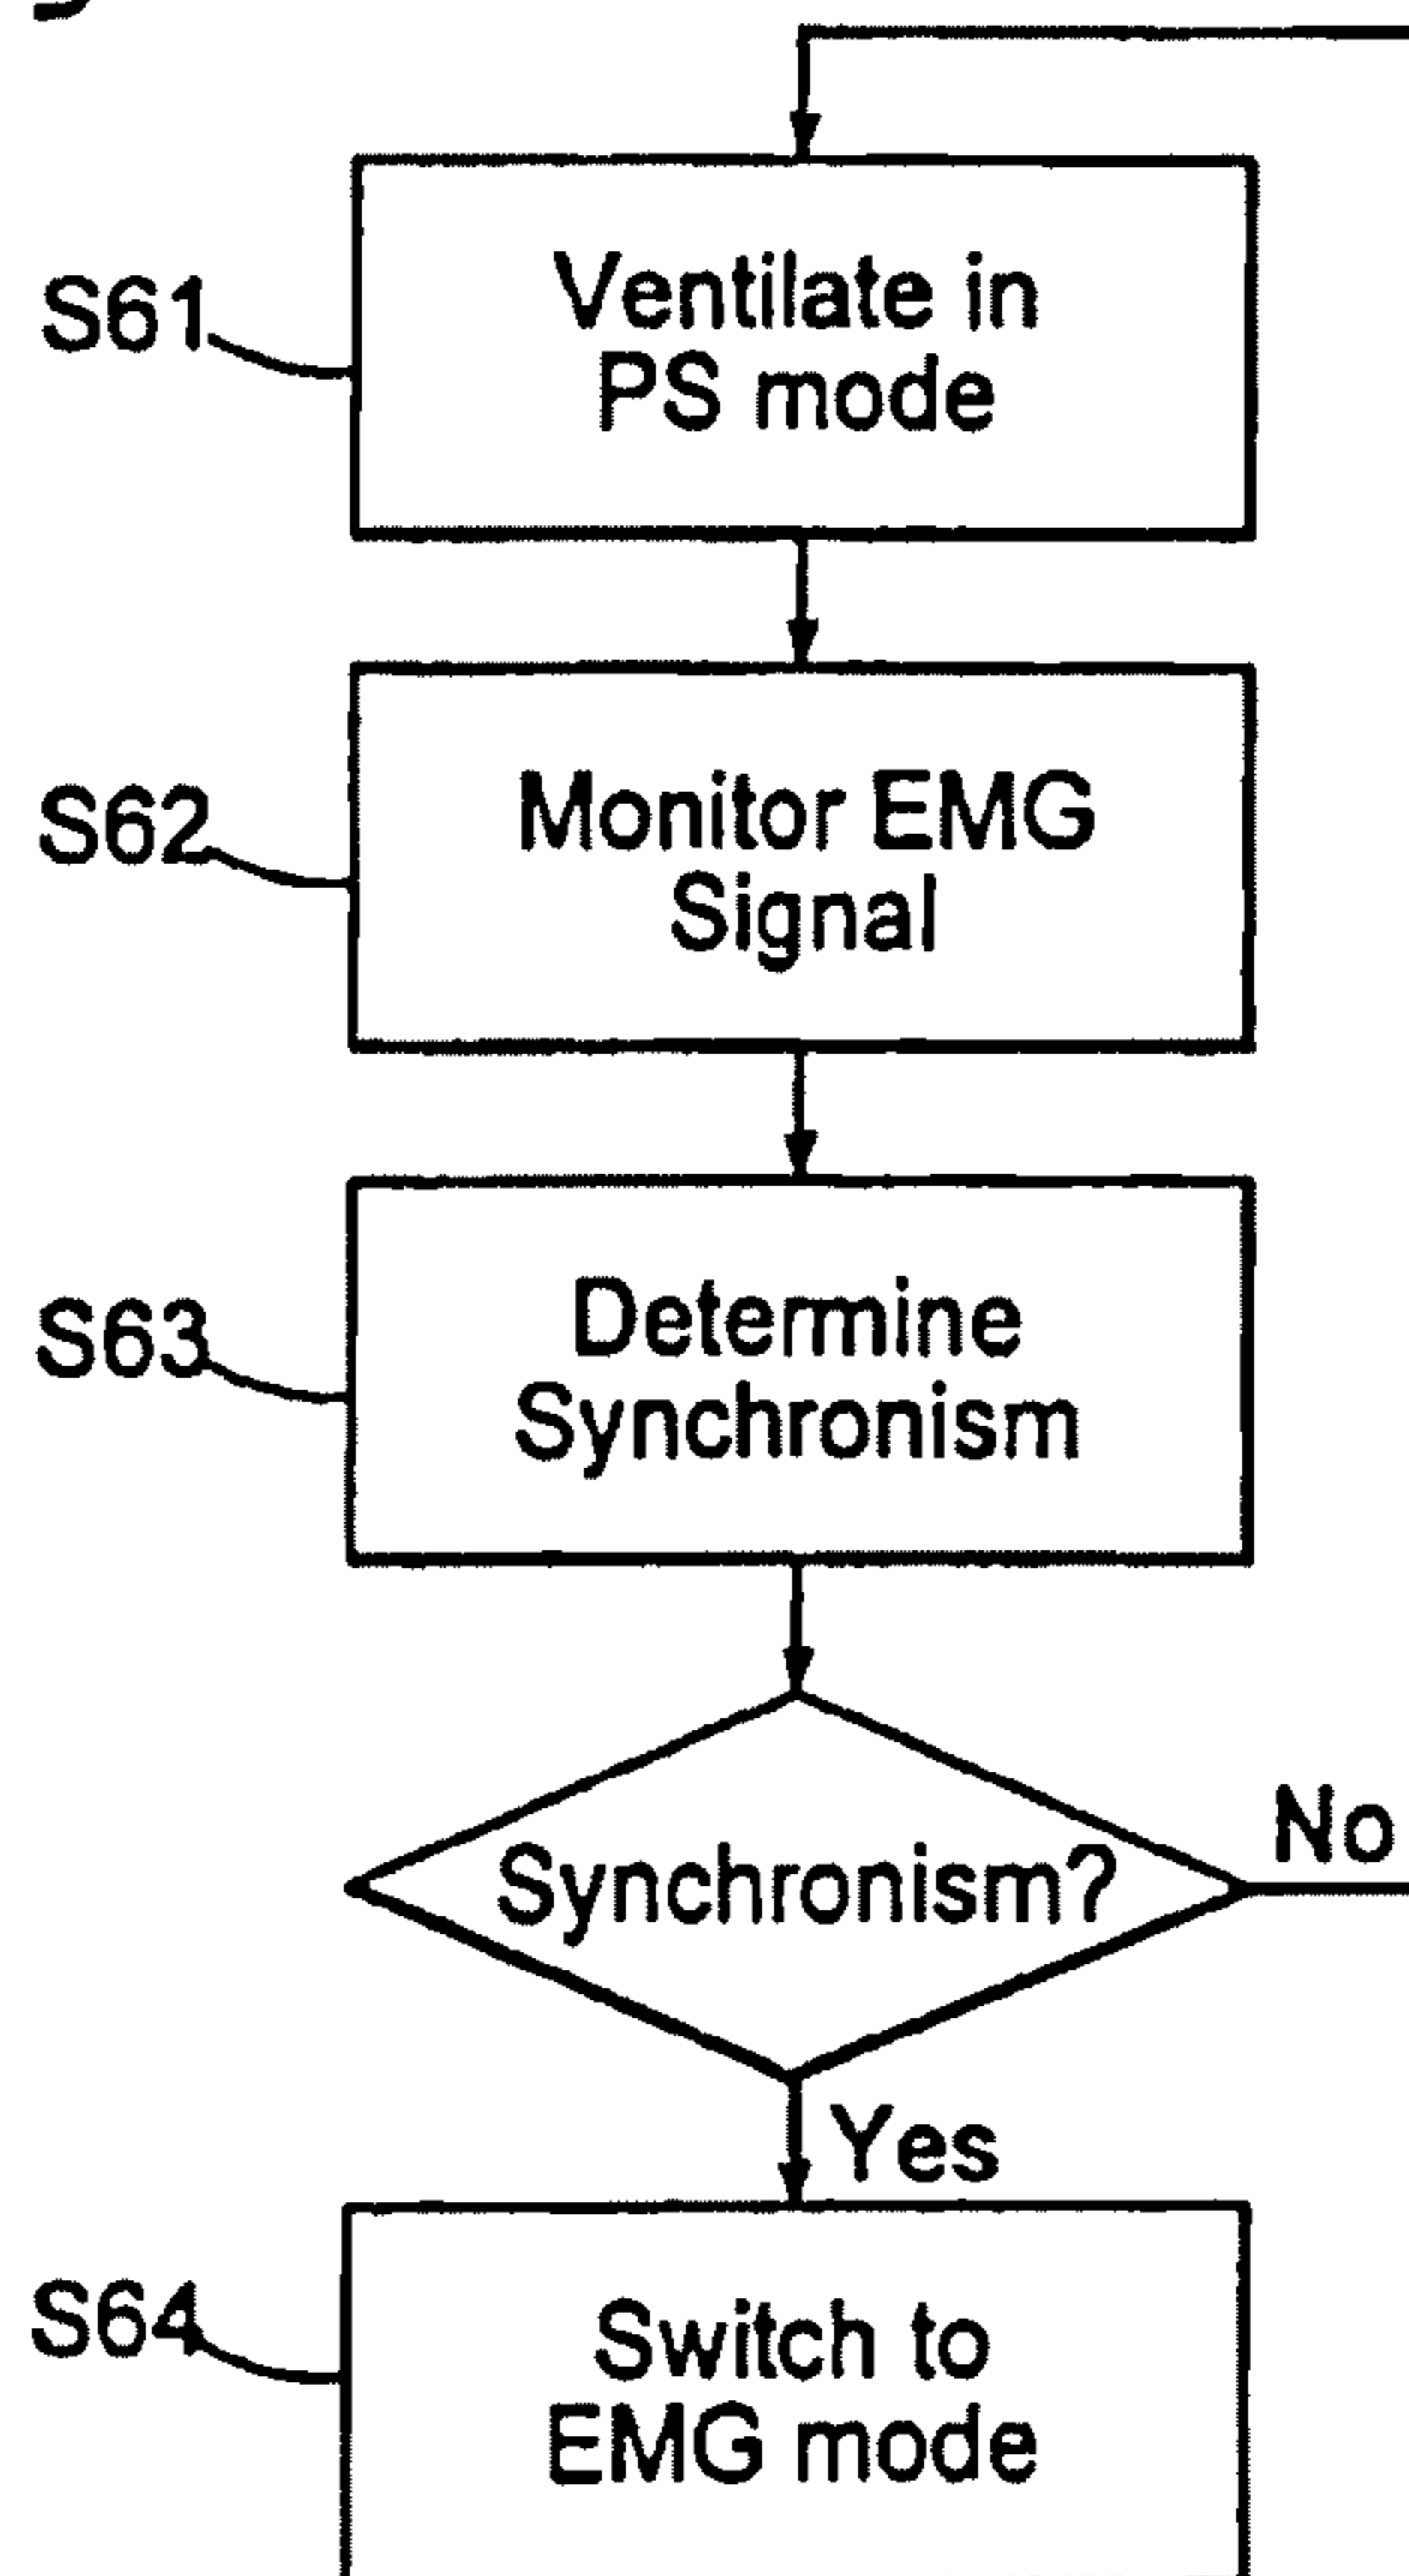 S61
Ventilate in
PS mode
S62
Monitor EMG
Signal
S63
Determine
Synchronism
Synchronism?
No
Yes
S64
Switch to
EMG mode